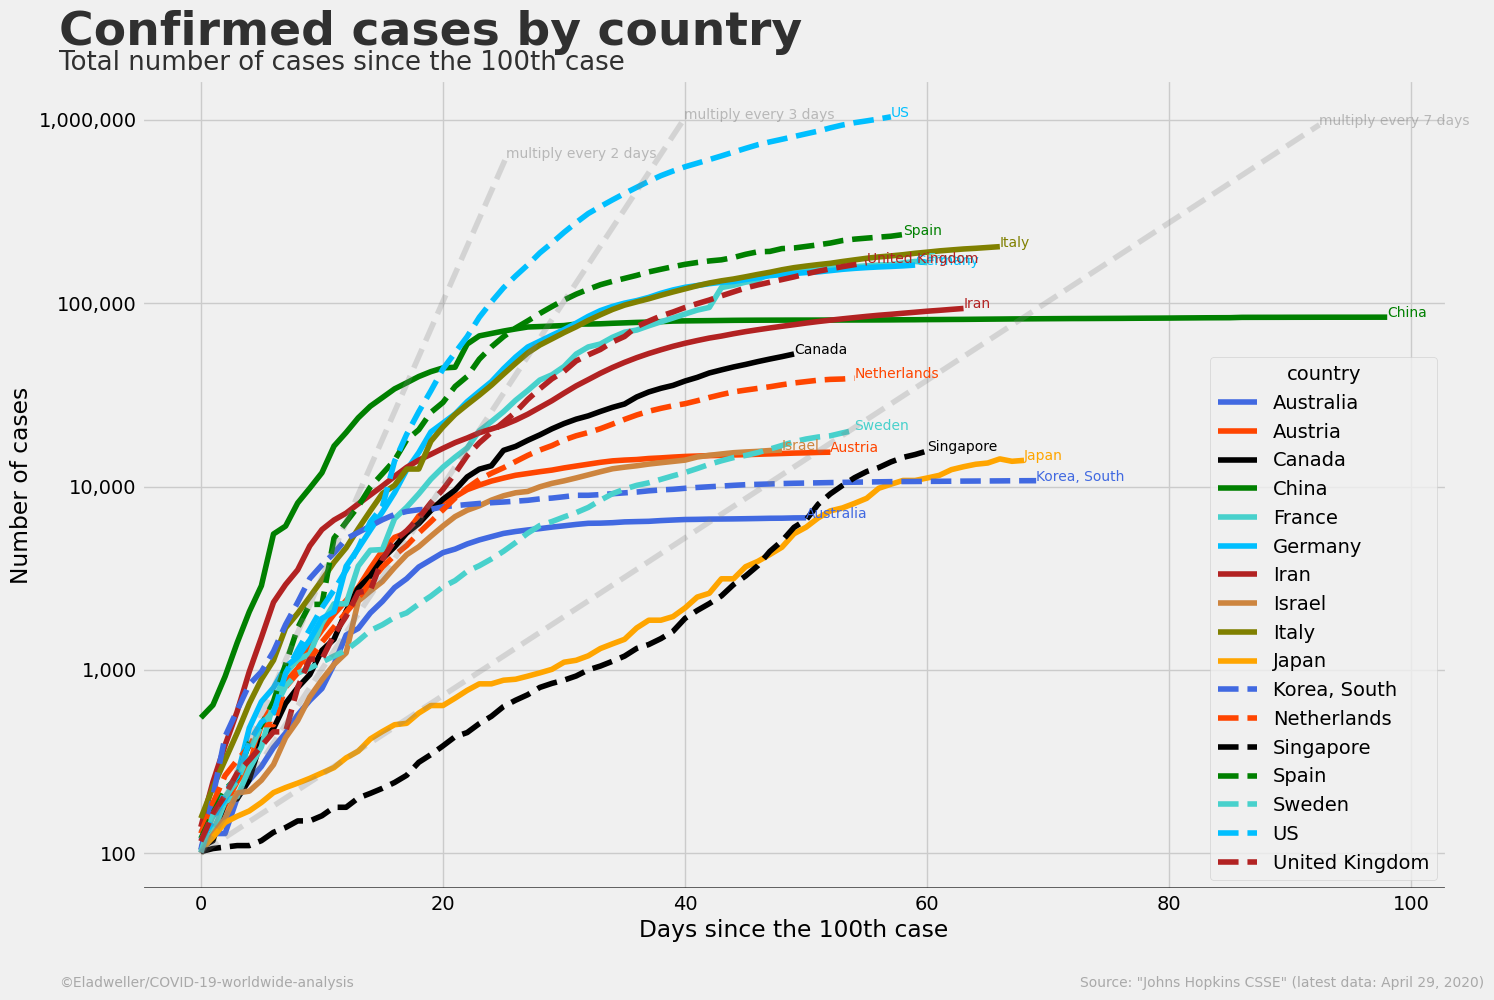 Confirmed cases by country
Total number of cases since the 100th case
Number of cases
1,000,000
100,000
10,000
1,000
100
multiply every 2 days
multiply every 3 days
multiply every 7 days
US
Spain
Italy
United Kingdom
Germany
Iran
China
Canada
Netherlands
Sweden
Israel
Austria
Singapore
Japan
Korea, South
Australia
country
Australia
Austria
Canada
China
France
Germany
Iran
Israel
Italy
Japan
Korea, South
Netherlands
Singapore
Spain
Sweden
US
United Kingdom
0
20
40
60
80
100
Days since the 100th case
©Eladweller/COVID-19-worldwide-analysis
Source: "Johns Hopkins CSSE" (latest data: April 29, 2020)